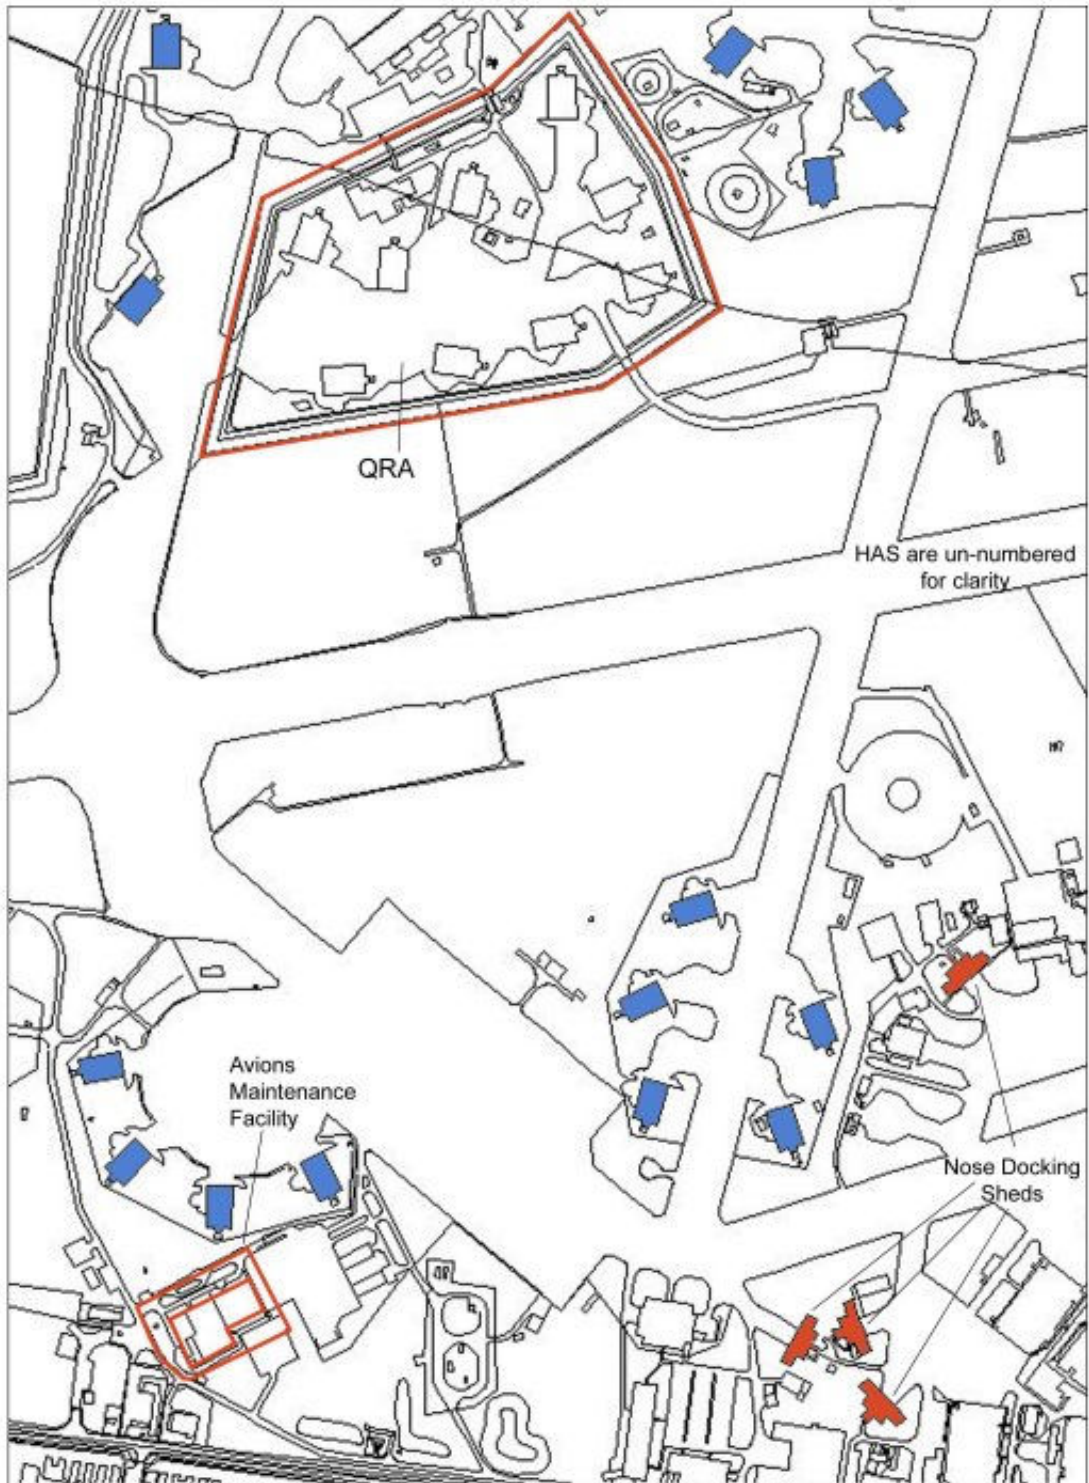 QRA
HAS are un-numbered
for clarity
Avions
Maintenance
Facility
Nose Docking
Sheds